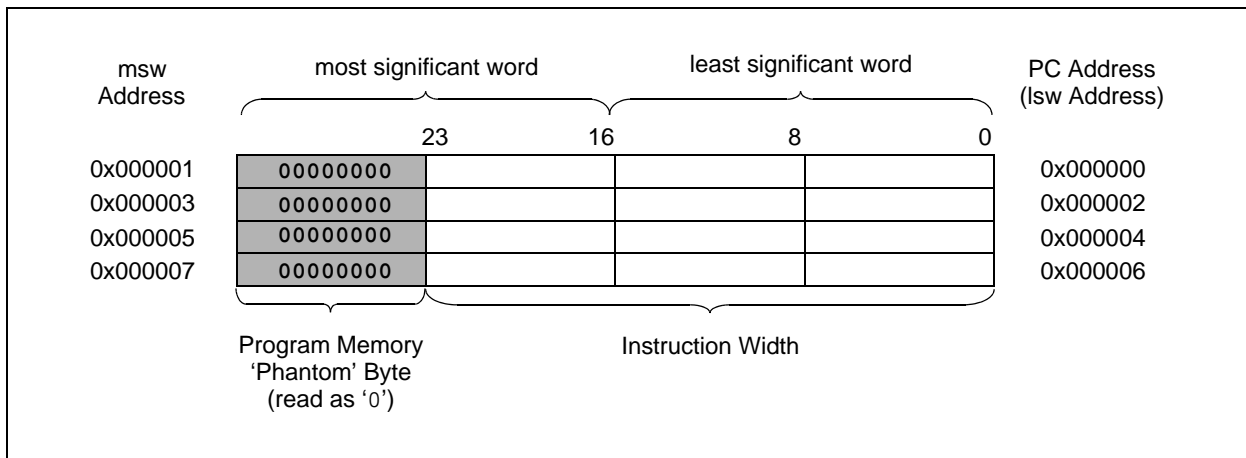 msw
Address
most significant word
least significant word
PC Address
(lsw Address)
23
16
8
0
0x000001
00000000
0x000000
0x000003
00000000
0x000002
0x000005
00000000
0x000004
0x000007
00000000
0x000006
Program Memory
‘Phantom’ Byte
(read as ‘0’)
Instruction Width